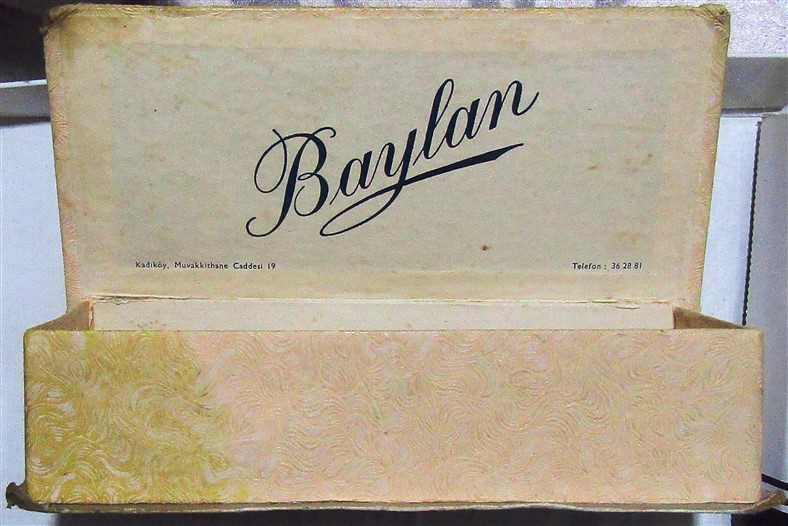 Baylan
Kadıköy, Muvakkithane Caddesi 19
Telefon : 36 28 81